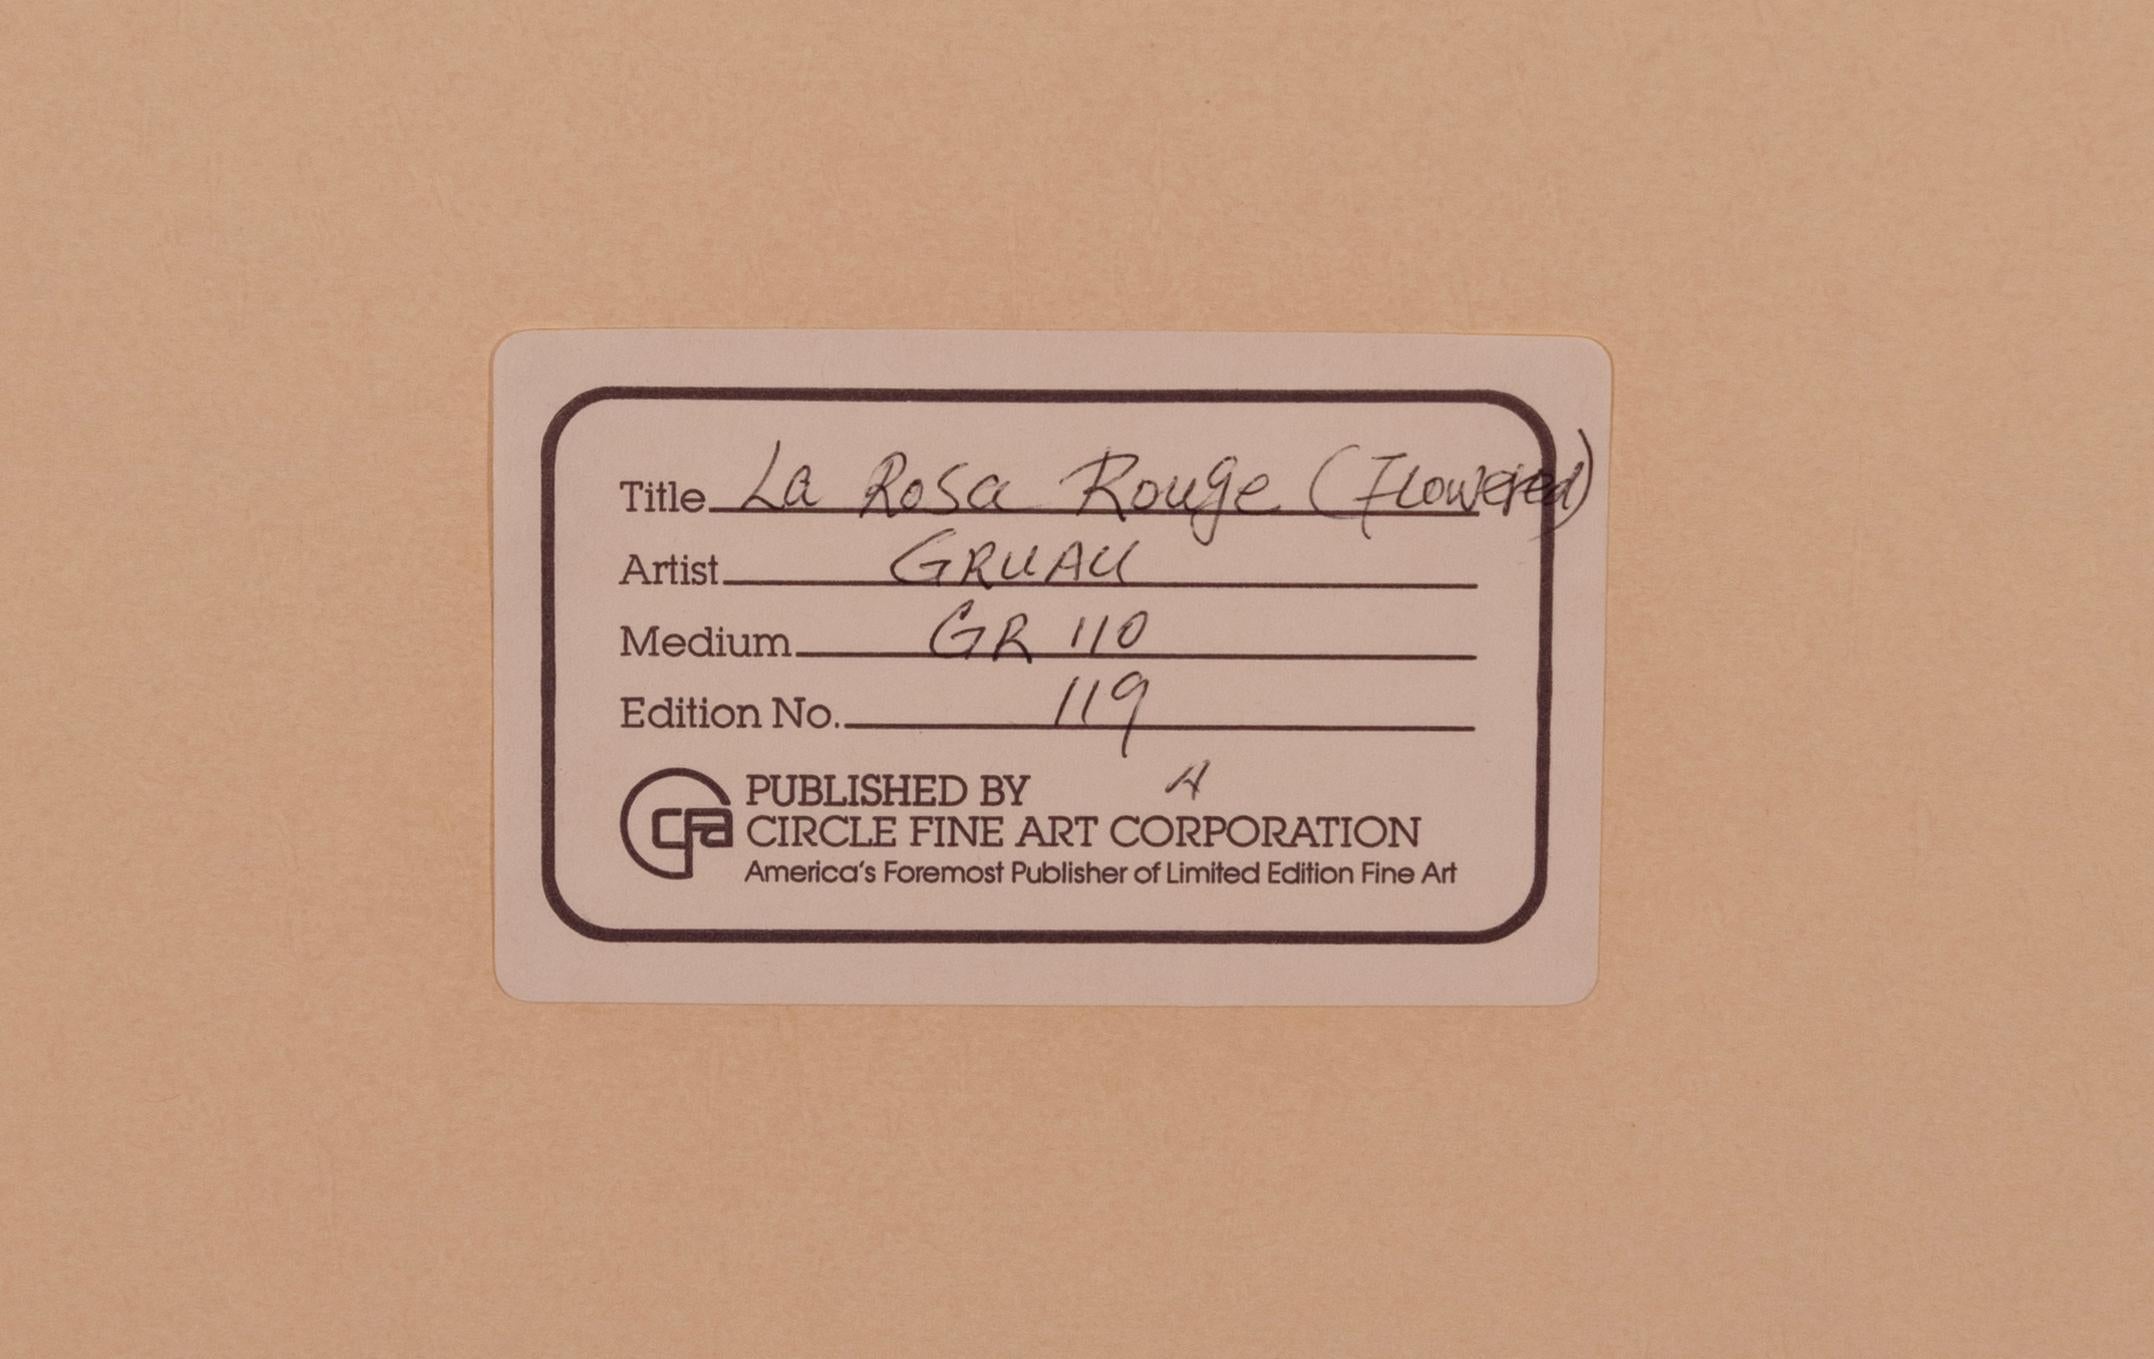 Title La Rosa Rouge (Flowered)
Artist GRUAU
Medium GR 110
Edition No. 119
A
cfa PUBLISHED BY
CIRCLE FINE ART CORPORATION
America's Foremost Publisher of Limited Edition Fine Art